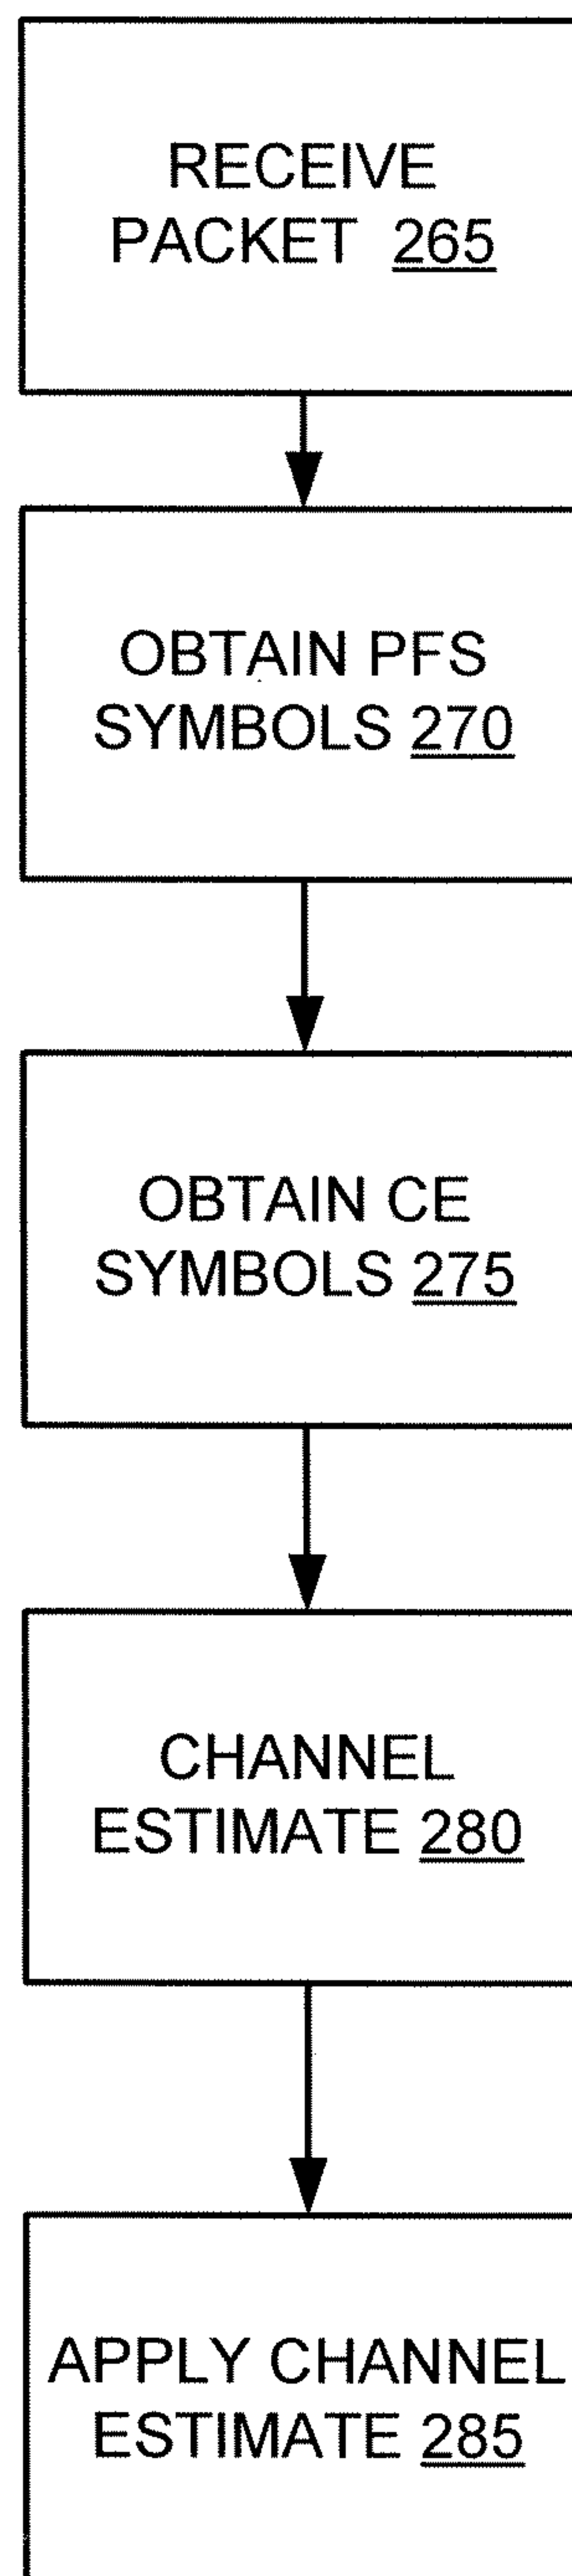 RECEIVE
PACKET 265
OBTAIN PFS
SYMBOLS 270
OBTAIN CE
SYMBOLS 275
CHANNEL
ESTIMATE 280
APPLY CHANNEL
ESTIMATE 285